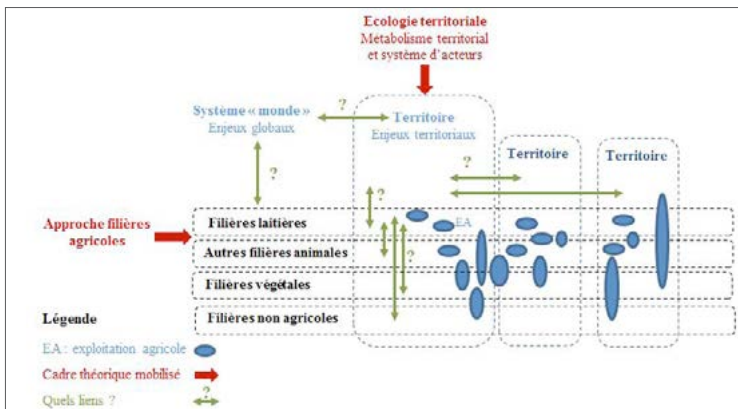 Ecologie territoriale
Métabolisme territorial
et système d'acteurs
Système « monde »
Enjeux globaux
?
Territoire
Enjeux territoriaux
?
Territoire
Territoire
?
?
Approche filières
agricoles
Filières laitières
EA
Autres filières animales
?
Filières végétales
Filières non agricoles
Légende
EA : exploitation agricole
Cadre théorique mobilisé
Quels liens ?
?